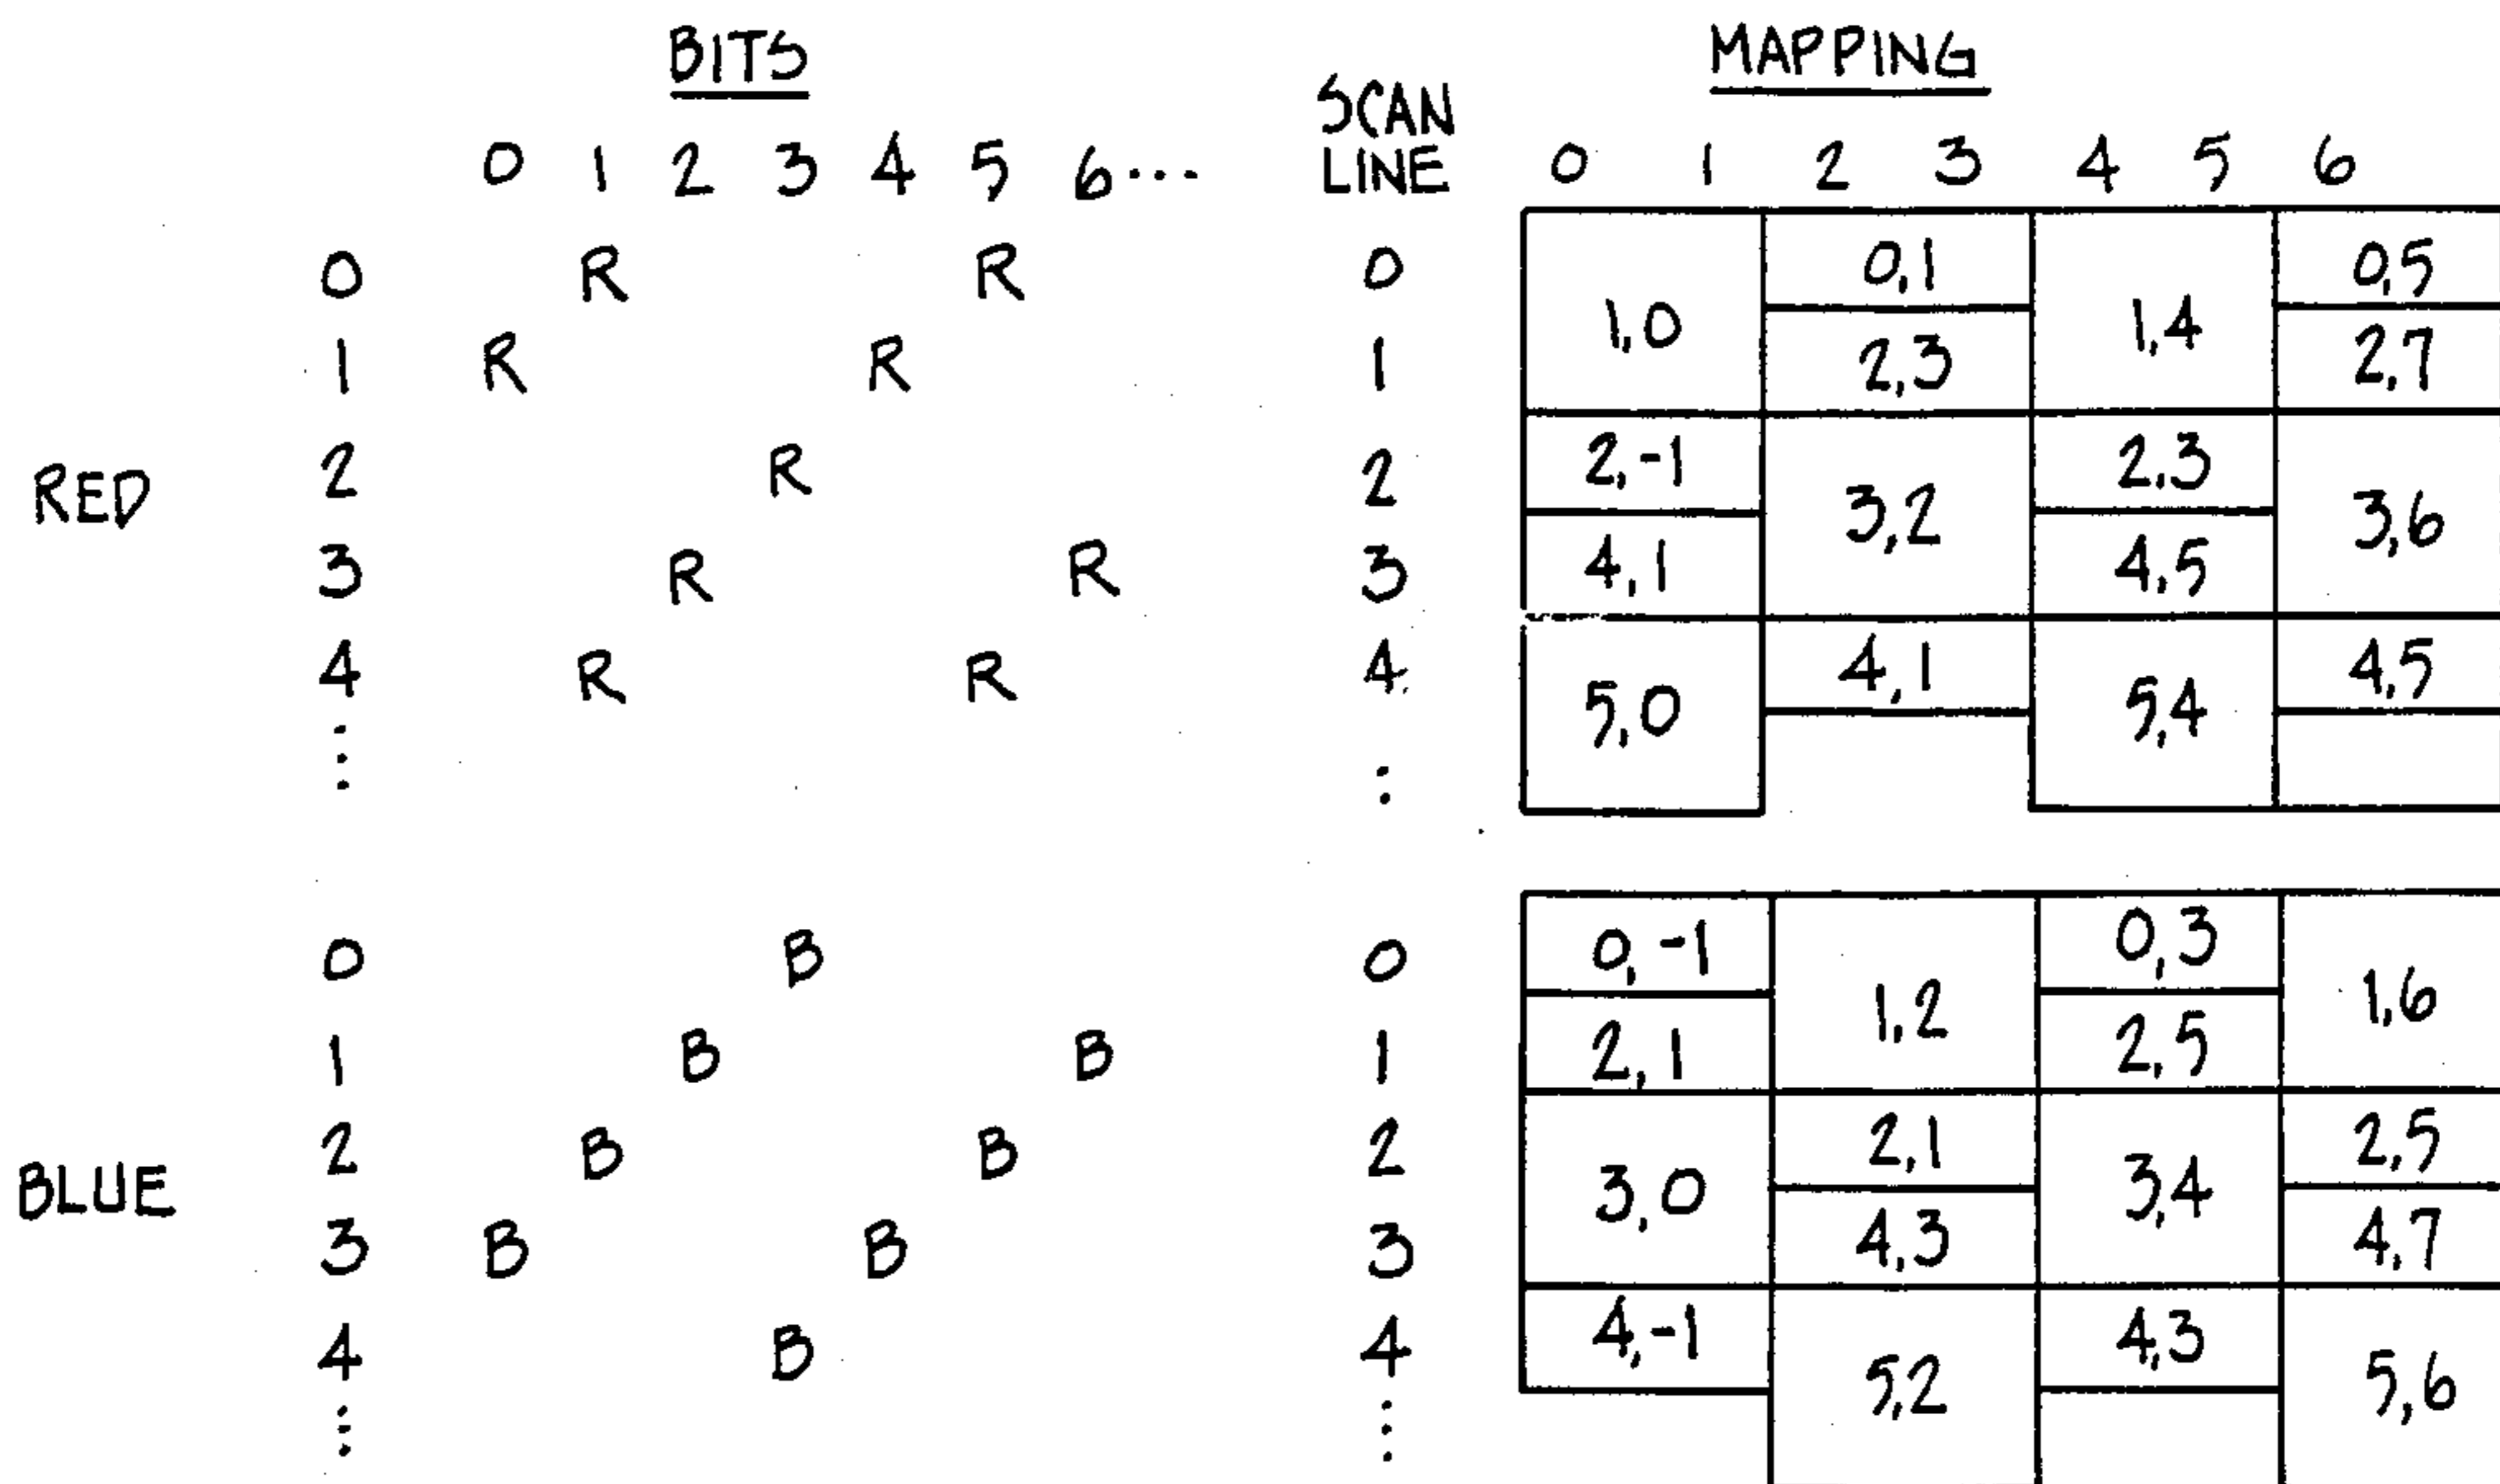 BITS MAPPING
SCAN
LINE
0 1 2 3 4 5 6... 0 1 2 3 4 5 6
0 R R 0 0,1 0,5
1,0 1,4
1 R R 1 2,3 2,7
2 R 2 2,-1 2,3
RED 3,2 3,6
3 R R 3 4,1 4,5
4 R R 4 4,1 4,5
5,0 5,4
0 B 0 0,-1 0,3
1,2 1,6
1 B B 1 2,1 2,5
2 B B 2 2,1 2,5
BLUE 3,0 3,4
3 B B 3 4,3 4,7
4 B 4 4,-1 4,3
5,2 5,6